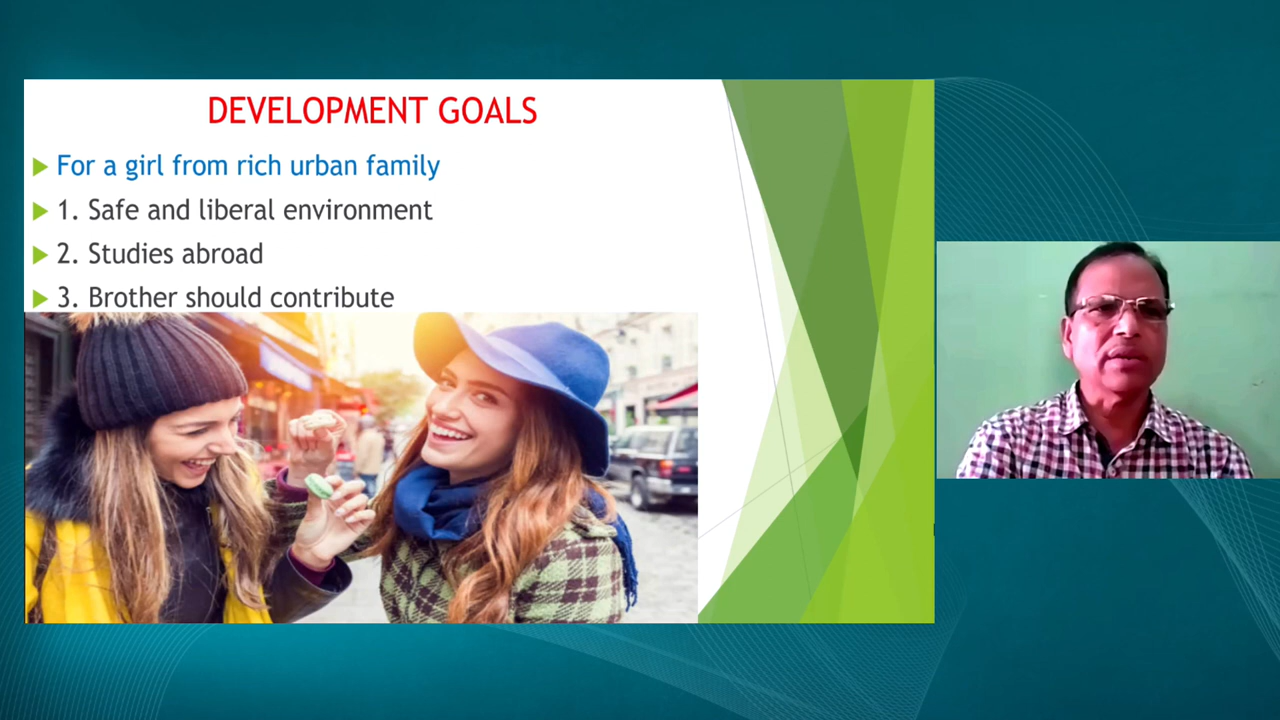 DEVELOPMENT GOALS
For a girl from rich urban family
1. Safe and liberal environment
2. Studies abroad
3. Brother should contribute